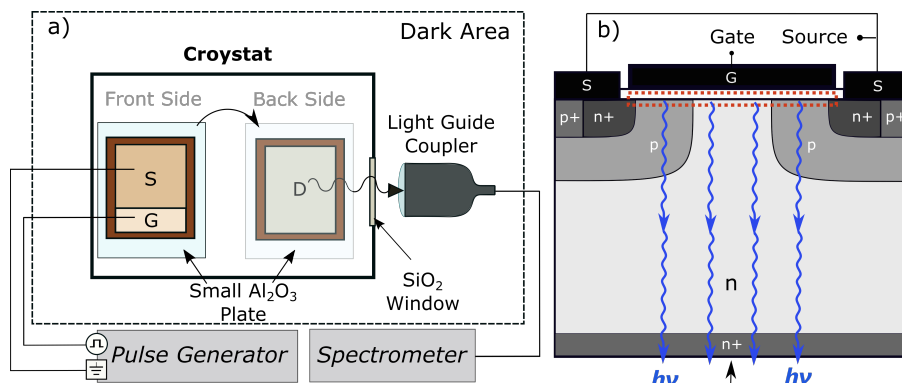 a)
Dark Area
Croystat
Front Side
Back Side
Light Guide
Coupler
S
G
D
Small Al₂O₃
Plate
SiO₂
Window
Pulse Generator
Spectrometer
b)
Gate
Source
S
G
S
p+
n+
n+
p+
p
p
n
n+
hν
hν